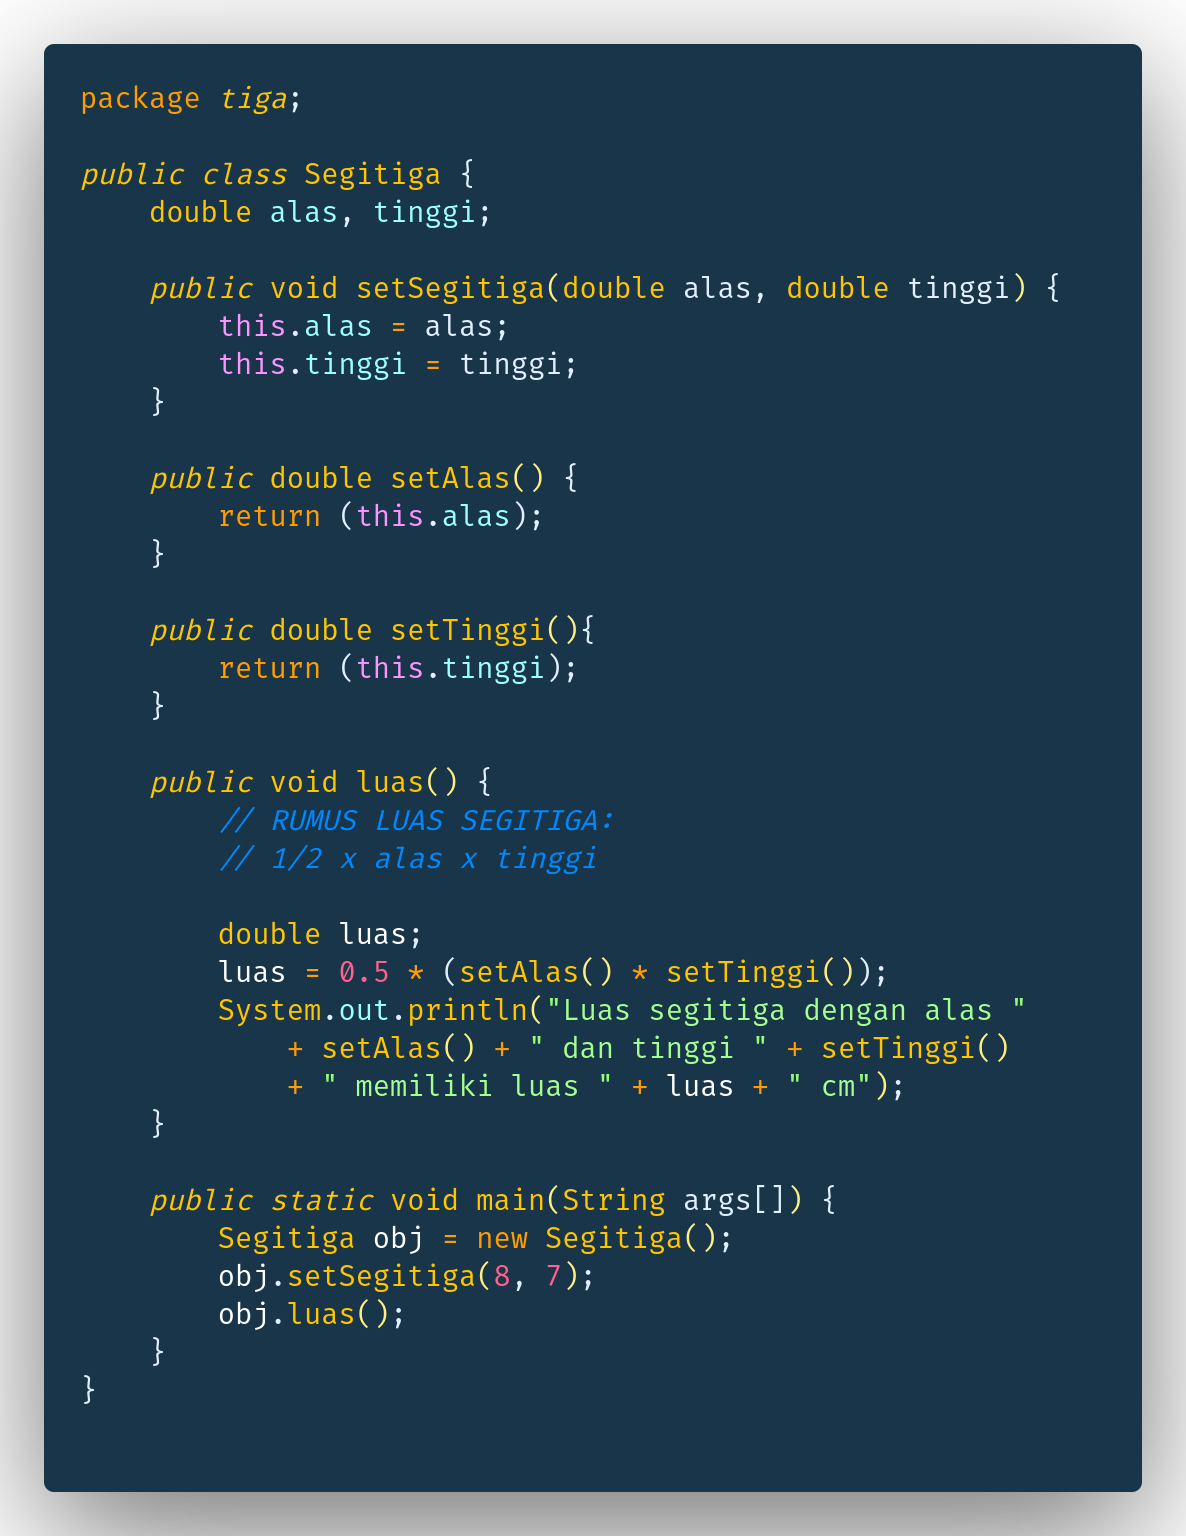 package tiga;

public class Segitiga {
    double alas, tinggi;

    public void setSegitiga(double alas, double tinggi) {
        this.alas = alas;
        this.tinggi = tinggi;
    }

    public double setAlas() {
        return (this.alas);
    }

    public double setTinggi(){
        return (this.tinggi);
    }

    public void luas() {
        // RUMUS LUAS SEGITIGA:
        // 1/2 x alas x tinggi

        double luas;
        luas = 0.5 * (setAlas() * setTinggi());
        System.out.println("Luas segitiga dengan alas "
            + setAlas() + " dan tinggi " + setTinggi()
            + " memiliki luas " + luas + " cm");
    }

    public static void main(String args[]) {
        Segitiga obj = new Segitiga();
        obj.setSegitiga(8, 7);
        obj.luas();
    }
}